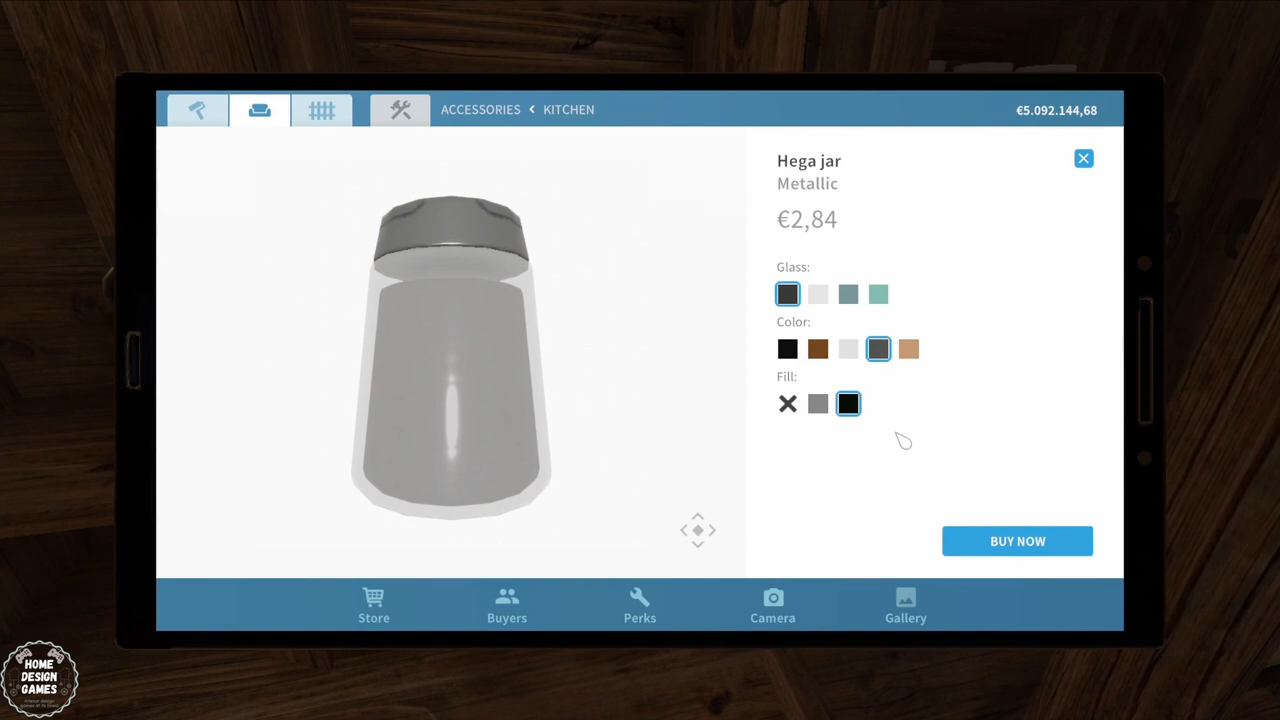 ACCESSORIES < KITCHEN
€5.092.144,68
Hega jar
Metallic
€2,84
Glass:
Color:
Fill:
BUY NOW
Store
Buyers
Perks
Camera
Gallery
HOME
DESIGN
GAMES